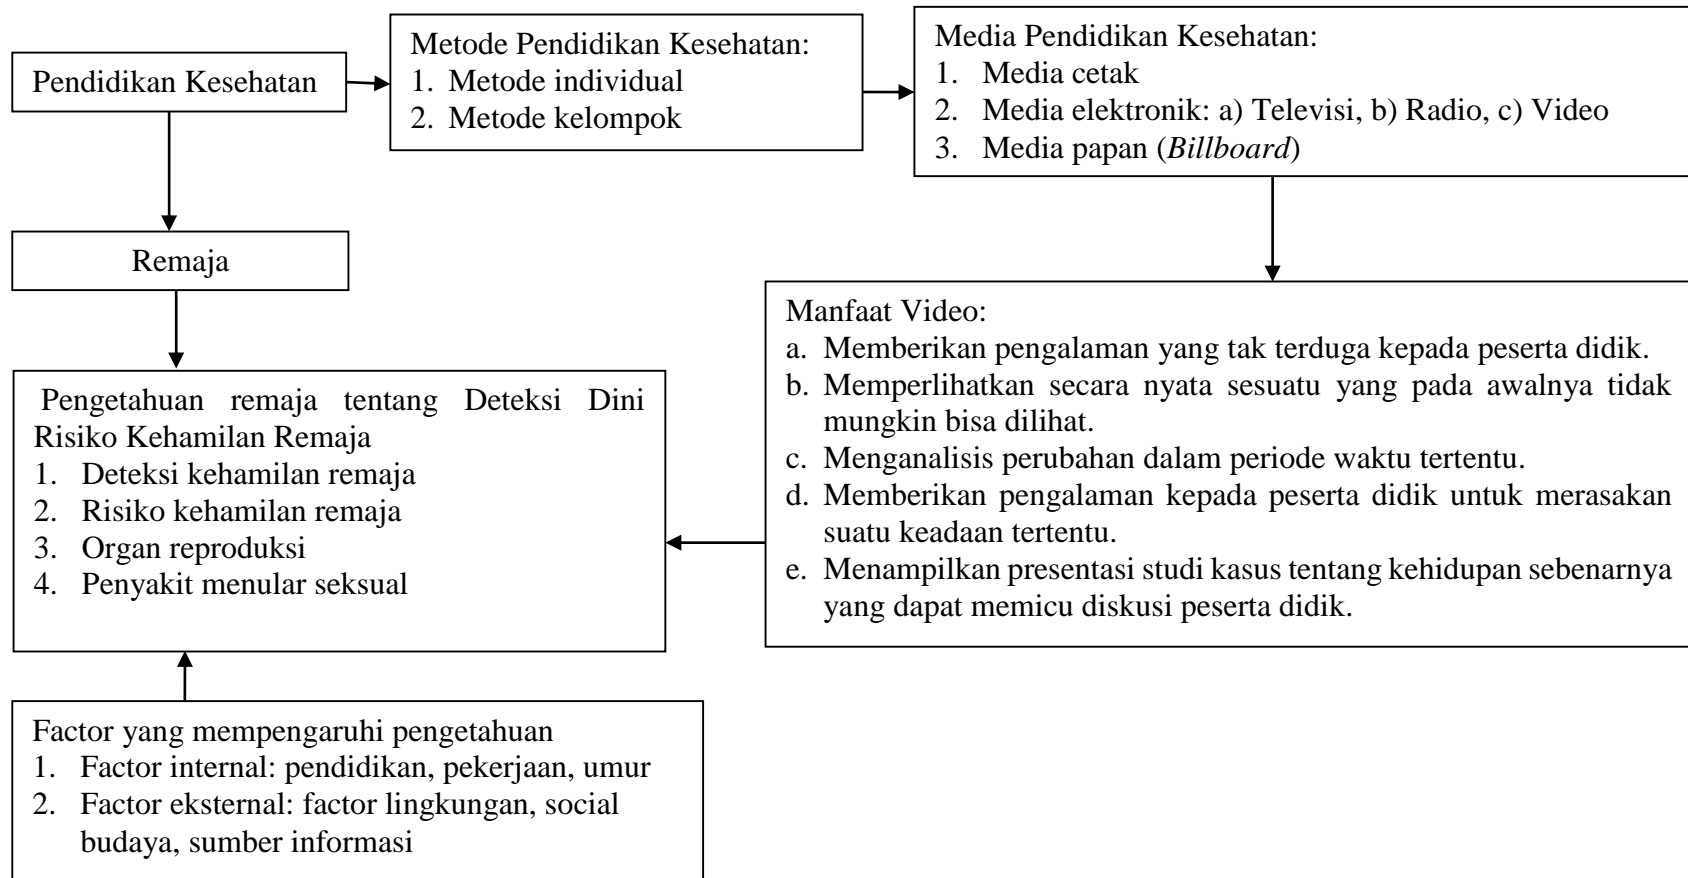 Pendidikan Kesehatan
Metode Pendidikan Kesehatan:
1. Metode individual
2. Metode kelompok
Media Pendidikan Kesehatan:
1. Media cetak
2. Media elektronik: a) Televisi, b) Radio, c) Video
3. Media papan (Billboard)
Remaja
Manfaat Video:
a. Memberikan pengalaman yang tak terduga kepada peserta didik.
b. Memperlihatkan secara nyata sesuatu yang pada awalnya tidak
mungkin bisa dilihat.
c. Menganalisis perubahan dalam periode waktu tertentu.
d. Memberikan pengalaman kepada peserta didik untuk merasakan
suatu keadaan tertentu.
e. Menampilkan presentasi studi kasus tentang kehidupan sebenarnya
yang dapat memicu diskusi peserta didik.
Pengetahuan remaja tentang Deteksi Dini
Risiko Kehamilan Remaja
1. Deteksi kehamilan remaja
2. Risiko kehamilan remaja
3. Organ reproduksi
4. Penyakit menular seksual
Factor yang mempengaruhi pengetahuan
1. Factor internal: pendidikan, pekerjaan, umur
2. Factor eksternal: factor lingkungan, social
budaya, sumber informasi